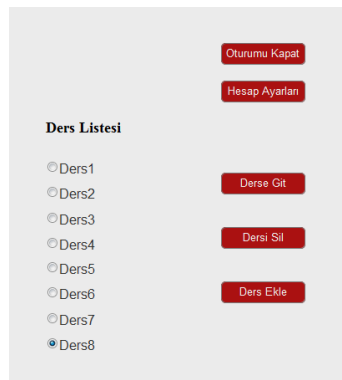 Oturumu Kapat
Hesap Ayarları
Ders Listesi
Ders1
Ders2
Ders3
Ders4
Ders5
Ders6
Ders7
Ders8
Derse Git
Dersi Sil
Ders Ekle